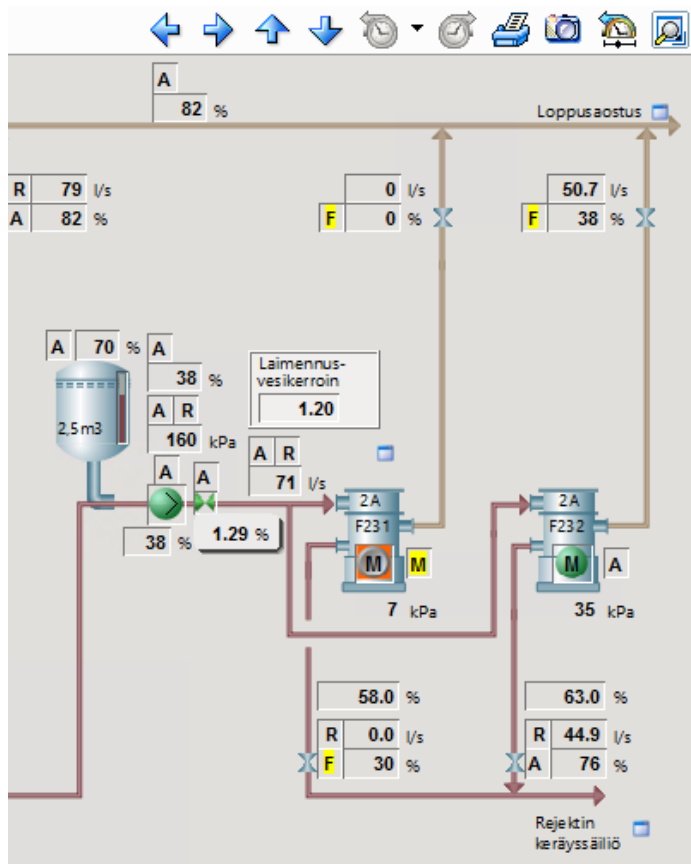 A
82 %
Loppusaostus
R 79 l/s
A 82 %
0 l/s
F 0 %
50.7 l/s
F 38 %
A 70 %
A
38 %
Laimennus-
vesikerroin
1.20
2,5m3
A R
160 kPa
A R
71 l/s
A
A
38 %
1.29 %
2A
F231
M
M
7 kPa
2A
F232
M
A
35 kPa
58.0 %
R 0.0 l/s
F 30 %
63.0 %
R 44.9 l/s
A 76 %
Rejektin
keräyssäiliö